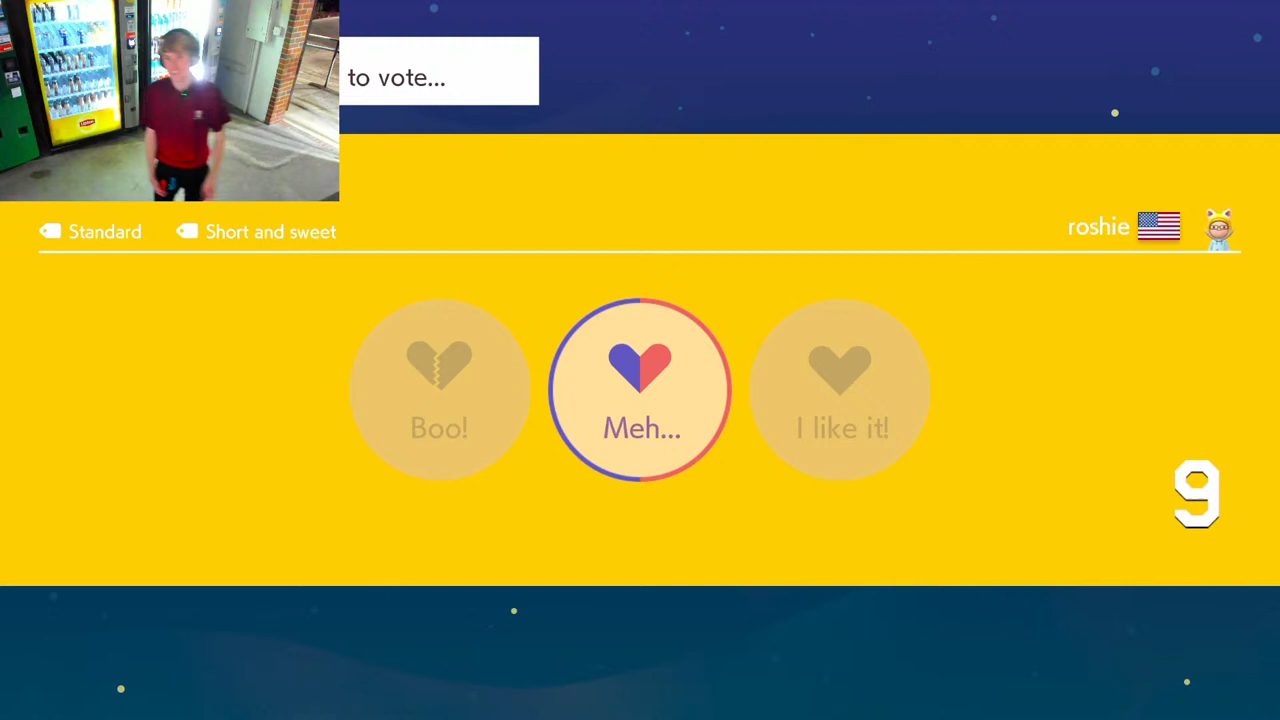 to vote...
Standard
Short and sweet
roshie
Boo!
Meh...
I like it!
9